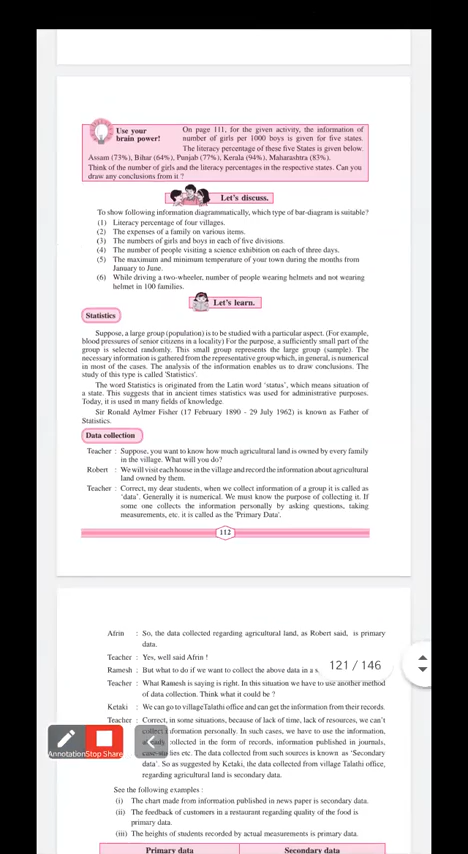 Use your
brain power!
On page 111, for the given activity, the information of
number of girls per 1000 boys is given for five states.
The literacy percentage of these five States is given below.
Assam (73%), Bihar (64%), Punjab (77%), Kerala (94%), Maharashtra (83%).
Think of the number of girls and the literacy percentages in the respective states. Can you
draw any conclusions from it ?
Let's discuss.
To show following information diagrammatically, which type of bar-diagram is suitable?
(1) Literacy percentage of four villages.
(2) The expenses of a family on various items.
(3) The numbers of girls and boys in each of five divisions.
(4) The number of people visiting a science exhibition on each of three days.
(5) The maximum and minimum temperature of your town during the months from
January to June.
(6) While driving a two-wheeler, number of people wearing helmets and not wearing
helmet in 100 families.
Let's learn.
Statistics
Suppose, a large group (population) is to be studied with a particular aspect. (For example,
blood pressures of senior citizens in a locality) For the purpose, a sufficiently small part of the
group is selected randomly. This small group represents the large group (sample). The
necessary information is gathered from the representative group which, in general, is numerical
in most of the cases. The analysis of the information enables us to draw conclusions. The
study of this type is called 'Statistics'.
The word Statistics is originated from the Latin word 'status', which means situation of
a state. This suggests that in ancient times statistics was used for administrative purposes.
Today, it is used in many fields of knowledge.
Sir Ronald Aylmer Fisher (17 February 1890 - 29 July 1962) is known as Father of
Statistics.
Data collection
Teacher : Suppose, you want to know how much agricultural land is owned by every family
in the village. What will you do?
Robert : We will visit each house in the village and record the information about agricultural
land owned by them.
Teacher : Correct, my dear students, when we collect information of a group it is called as
'data'. Generally it is numerical. We must know the purpose of collecting it. If
some one collects the information personally by asking questions, taking
measurements, etc. it is called as the 'Primary Data'.
112
Afrin : So, the data collected regarding agricultural land, as Robert said, is primary
data.
Teacher : Yes, well said Afrin !
Ramesh : But what to do if we want to collect the above data in a s
121 / 146
Teacher : What Ramesh is saying is right. In this situation we have to use another method
of data collection. Think what it could be ?
Ketaki : We can go to village Talathi office and can get the information from their records.
Teacher : Correct, in some situations, because of lack of time, lack of resources, we can't
collect information personally. In such cases, we have to use the information,
already collected in the form of records, information published in journals,
case-studies etc. The data collected from such sources is known as 'Secondary
data'. So as suggested by Ketaki, the data collected from village Talathi office,
regarding agricultural land is secondary data.
Annotation Stop Share
See the following examples :
(i) The chart made from information published in news paper is secondary data.
(ii) The feedback of customers in a restaurant regarding quality of the food is
primary data.
(iii) The heights of students recorded by actual measurements is primary data.
Primary data Secondary data